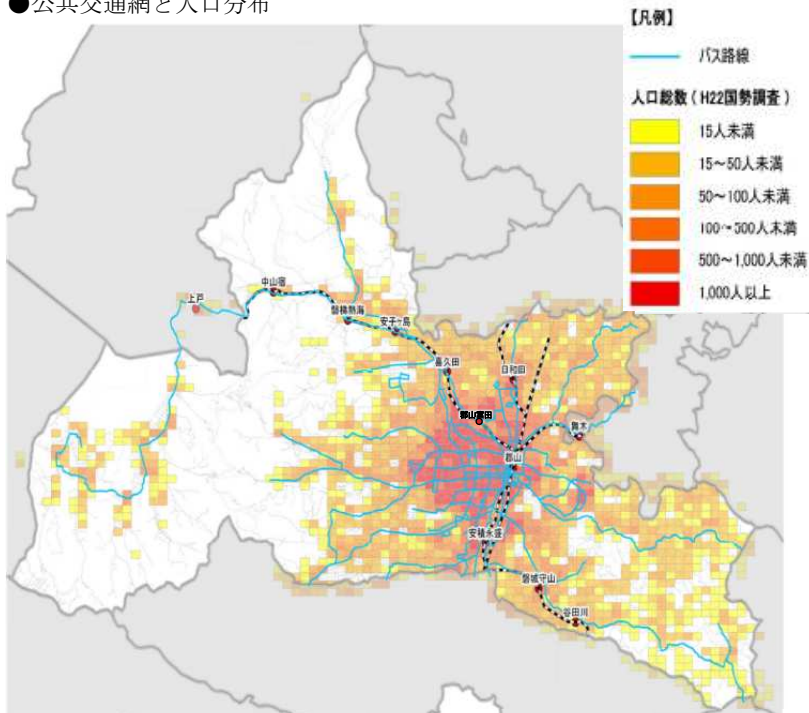 ●公共交通網と人口分布
【凡例】
バス路線
人口総数(H22国勢調査)
15人未満
15~50人未満
50~100人未満
100~300人未満
500~1,000人未満
1,000人以上
中山宿
上戸
磐梯熱海
安子ヶ島
喜久田
日和田
郡山富田
舞木
郡山
安積永盛
磐城守山
谷田川